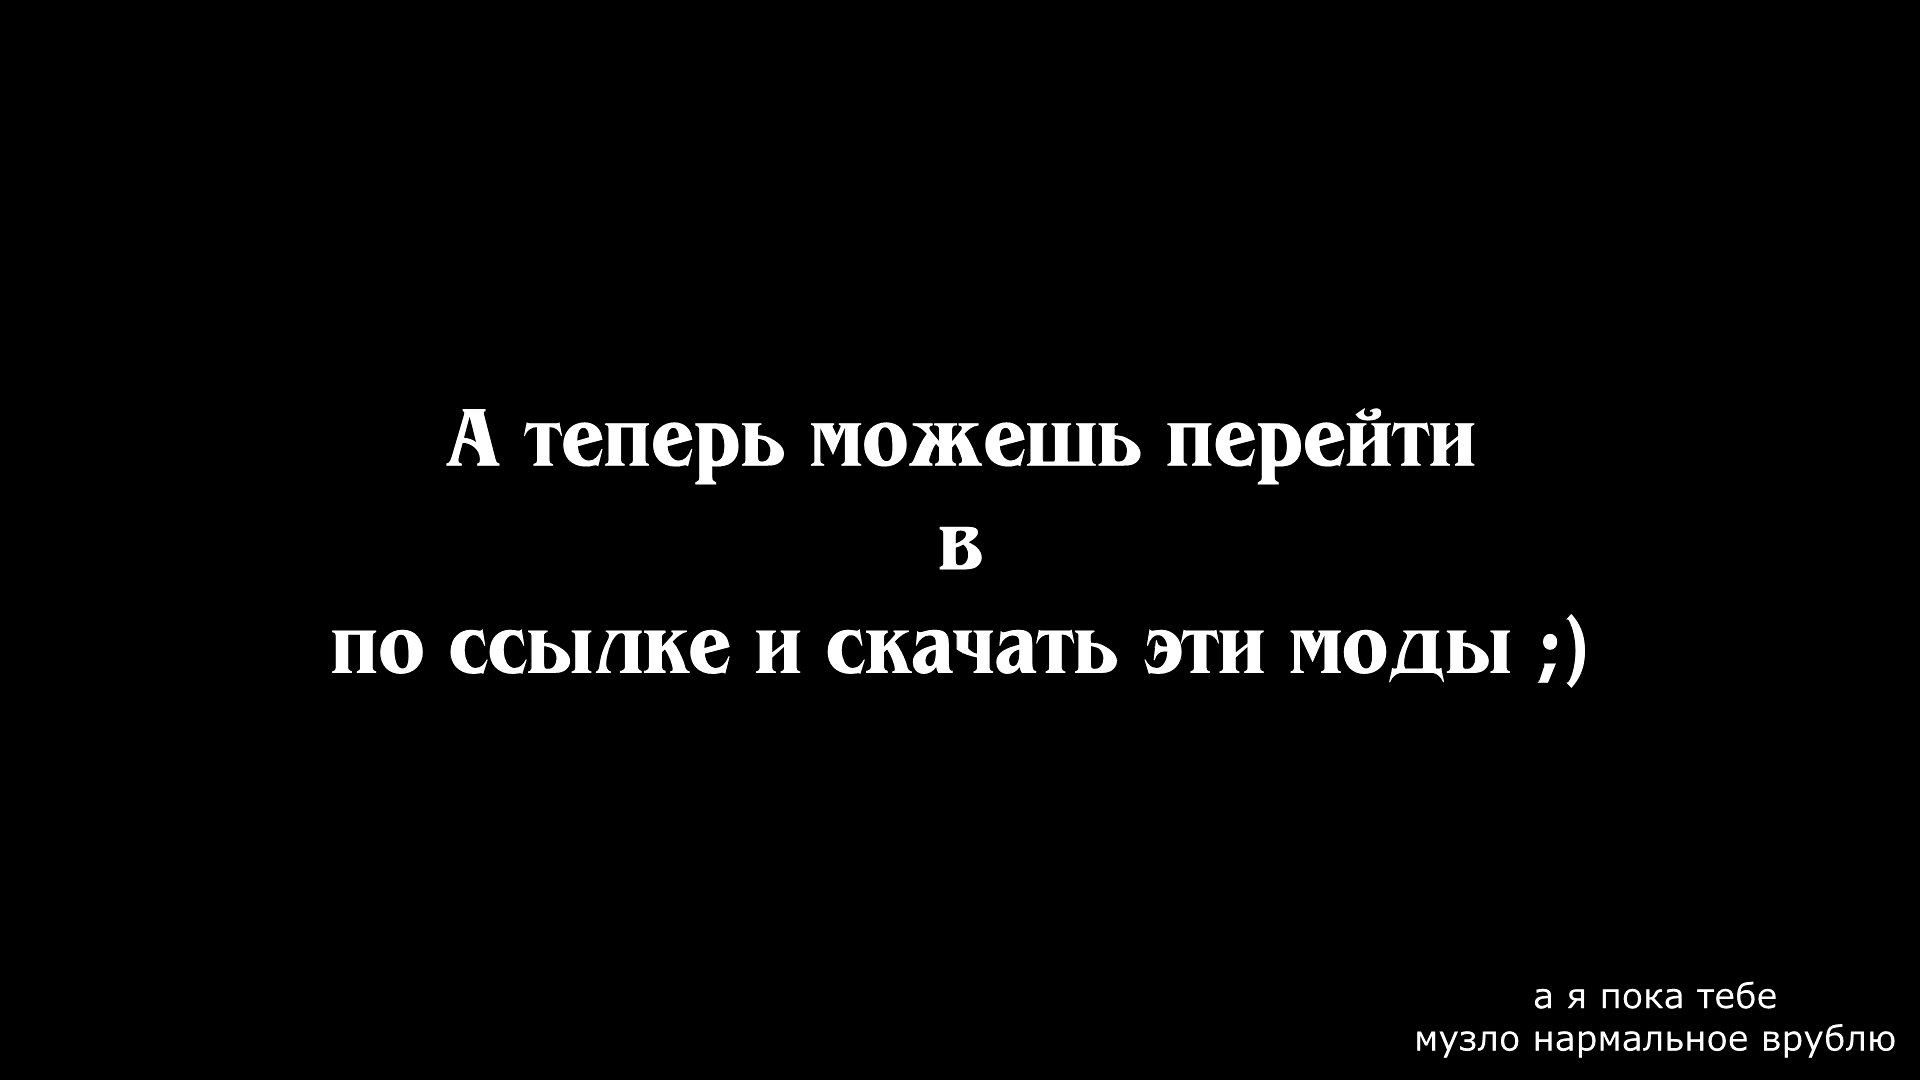 А теперь можешь перейти
в
по ссылке и скачать эти моды ;)
а я пока тебе
музло нармальное врублю